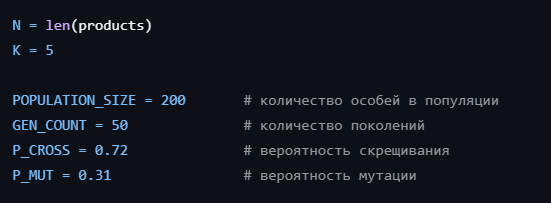 N = len(products)
K = 5
POPULATION_SIZE = 200 # количество особей в популяции
GEN_COUNT = 50 # количество поколений
P_CROSS = 0.72 # вероятность скрещивания
P_MUT = 0.31 # вероятность мутации